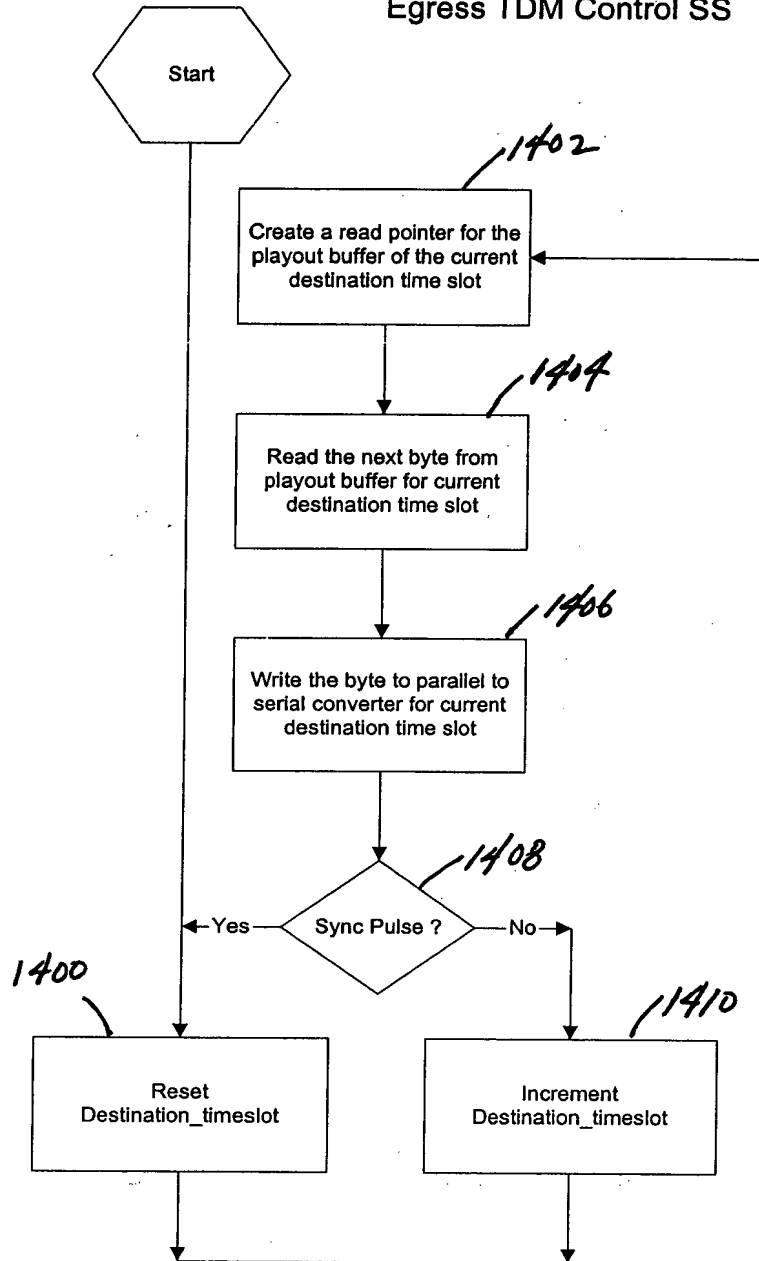 Egress TDM Control SS
Start
1402
Create a read pointer for the
playout buffer of the current
destination time slot
1404
Read the next byte from
playout buffer for current
destination time slot
1406
Write the byte to parallel to
serial converter for current
destination time slot
1408
Yes
Sync Pulse ?
No
1400
1410
Reset
Destination_timeslot
Increment
Destination_timeslot